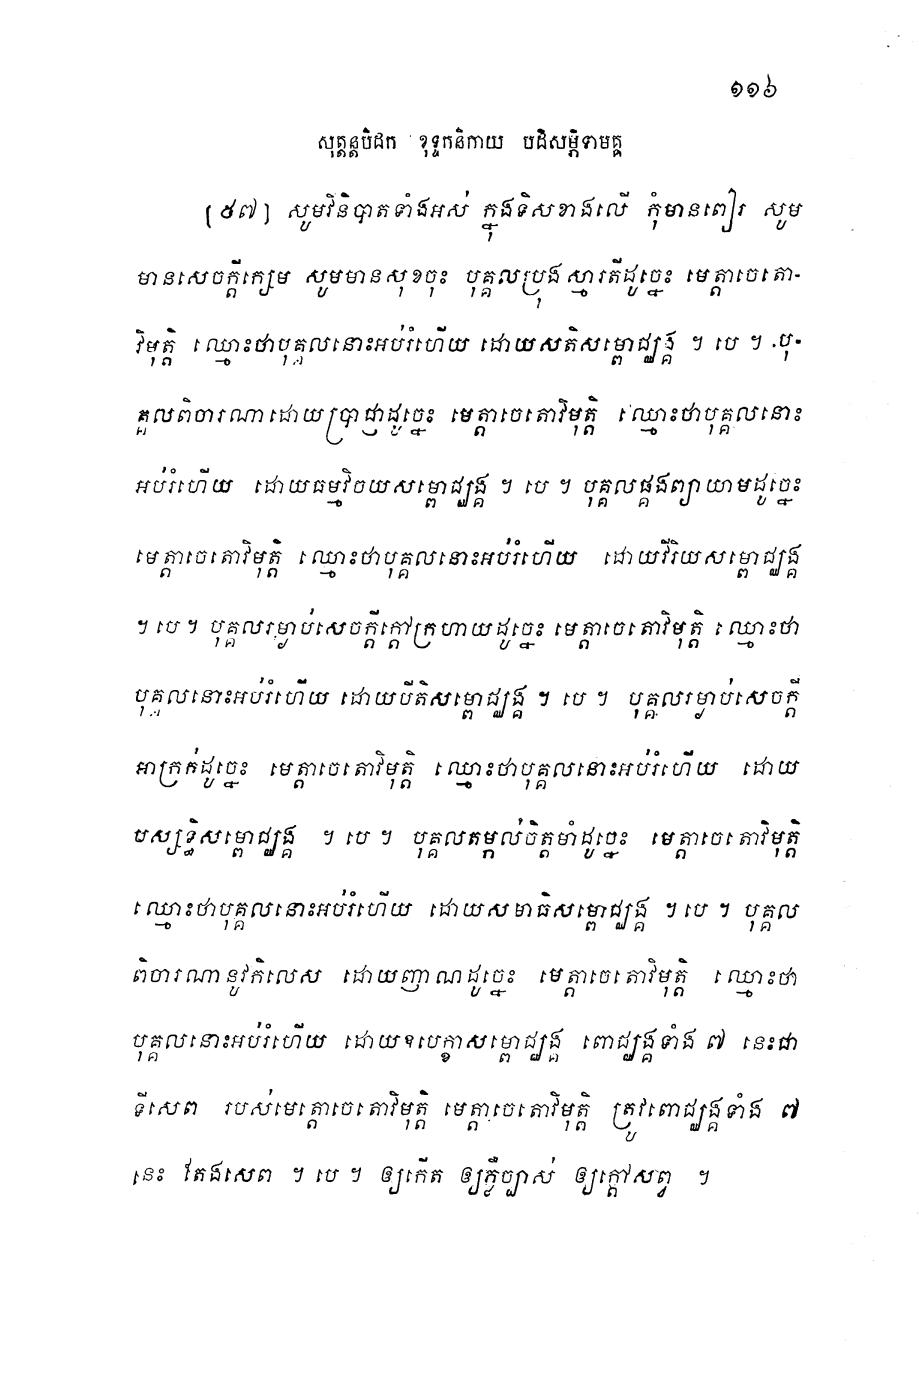 ១១៦
សុត្តន្តបិដក ខុទ្ទកនិកាយ បដិសម្ភិទាមគ្គ
[៥៧] សូមវិនិបាតទាំងអស់ ក្នុងទិសខាងលើ កុំមានពៀរ សូម
មានសេចក្តីក្សេម សូមមានសុខចុះ បុគ្គលប្រុងស្មារតីដូច្នេះ មេត្តាចេតោ-
វិមុត្តិ ឈ្មោះថាបុគ្គលនោះអប់រំហើយ ដោយសតិសម្ពោជ្ឈង្គ ។ បេ ។ បុ-
គ្គលពិចារណាដោយប្រាជ្ញាដូច្នេះ មេត្តាចេតោវិមុត្តិ ឈ្មោះថាបុគ្គលនោះ
អប់រំហើយ ដោយធម្មវិចយសម្ពោជ្ឈង្គ ។ បេ ។ បុគ្គលផ្គងព្យាយាមដូច្នេះ
មេត្តាចេតោវិមុត្តិ ឈ្មោះថាបុគ្គលនោះអប់រំហើយ ដោយវីរិយសម្ពោជ្ឈង្គ
។ បេ ។ បុគ្គលរម្ងាប់សេចក្តីក្តៅក្រហាយដូច្នេះ មេត្តាចេតោវិមុត្តិ ឈ្មោះថា
បុគ្គលនោះអប់រំហើយ ដោយបីតិសម្ពោជ្ឈង្គ ។ បេ ។ បុគ្គលរម្ងាប់សេចក្តី
អាក្រក់ដូច្នេះ មេត្តាចេតោវិមុត្តិ ឈ្មោះថាបុគ្គលនោះអប់រំហើយ ដោយ
បស្សទ្ធិសម្ពោជ្ឈង្គ ។ បេ ។ បុគ្គលតម្កល់ចិត្តមាំដូច្នេះ មេត្តាចេតោវិមុត្តិ
ឈ្មោះថាបុគ្គលនោះអប់រំហើយ ដោយសមាធិសម្ពោជ្ឈង្គ ។ បេ ។ បុគ្គល
ពិចារណានូវកិលេស ដោយញាណដូច្នេះ មេត្តាចេតោវិមុត្តិ ឈ្មោះថា
បុគ្គលនោះអប់រំហើយ ដោយឧបេក្ខាសម្ពោជ្ឈង្គ ពោជ្ឈង្គទាំង ៧ នេះជា
ទីសេព របស់មេត្តាចេតោវិមុត្តិ មេត្តាចេតោវិមុត្តិ ត្រូវពោជ្ឈង្គទាំង ៧
នេះ តែងសេព ។ បេ ។ ឲ្យកើត ឲ្យភ្លឺច្បាស់ ឲ្យក្តៅសព្វ ។